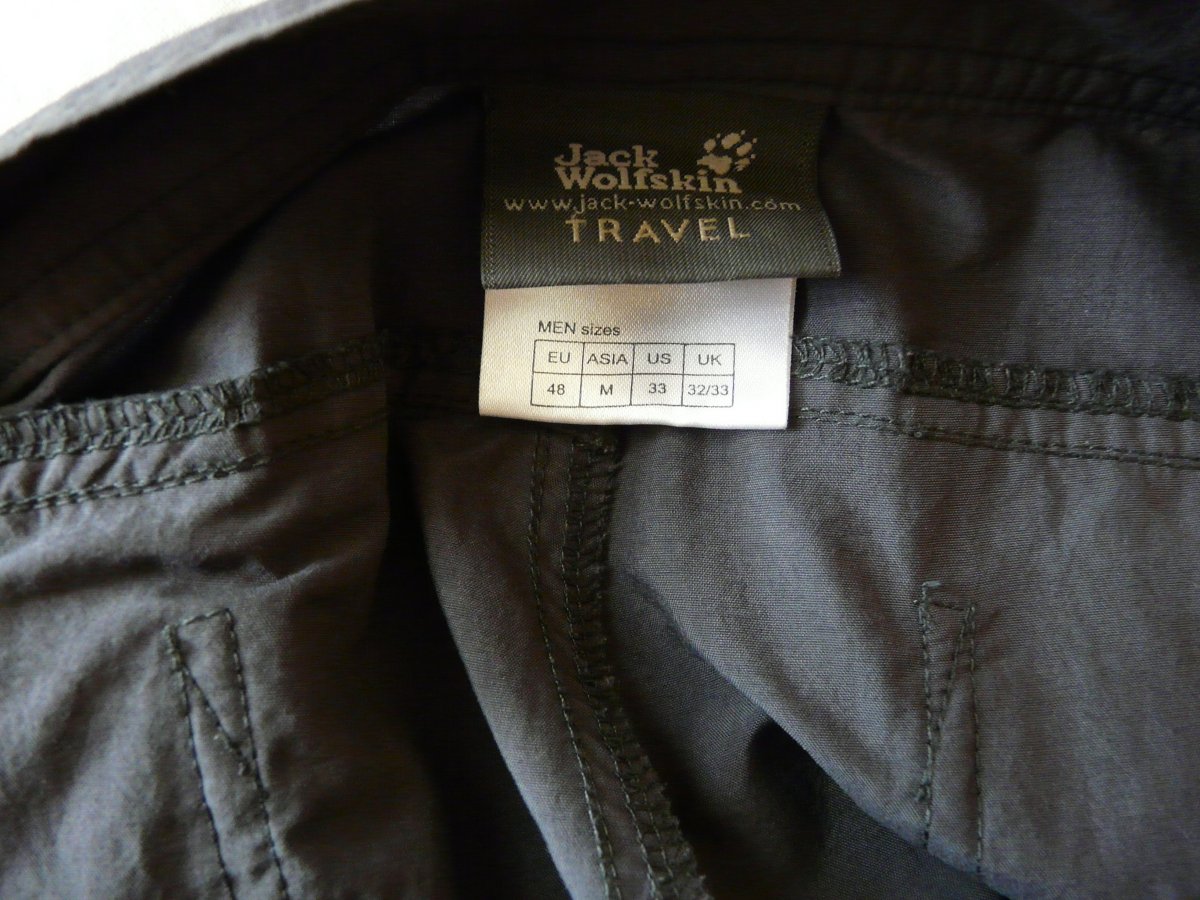 Jack
Wolfskin
www.jack-wolfskin.com
TRAVEL
MEN sizes
EU ASIA US UK
48 M 33 32/33